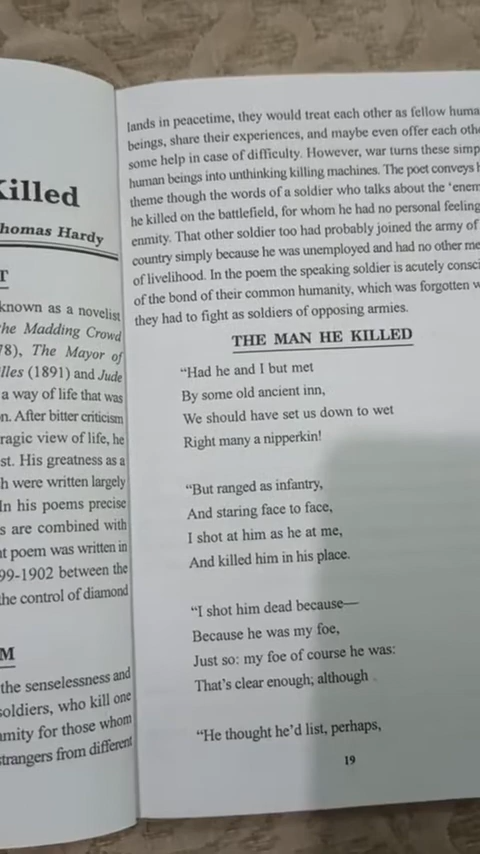 Killed
Thomas Hardy
known as a novelist
the Madding Crowd
78), The Mayor of
lles (1891) and Jude
a way of life that was
n. After bitter criticism
ragic view of life, he
st. His greatness as a
h were written largely
In his poems precise
s are combined with
nt poem was written in
99-1902 between the
the control of diamond
M
the senselessness and
soldiers, who kill one
mity for those whom
strangers from different
lands in peacetime, they would treat each other as fellow huma
beings, share their experiences, and maybe even offer each othe
some help in case of difficulty. However, war turns these simp
human beings into unthinking killing machines. The poet conveys h
theme though the words of a soldier who talks about the 'enem
he killed on the battlefield, for whom he had no personal feeling
enmity. That other soldier too had probably joined the army of
country simply because he was unemployed and had no other me
of livelihood. In the poem the speaking soldier is acutely consci
of the bond of their common humanity, which was forgotten w
they had to fight as soldiers of opposing armies.
THE MAN HE KILLED
"Had he and I but met
By some old ancient inn,
We should have set us down to wet
Right many a nipperkin!
"But ranged as infantry,
And staring face to face,
I shot at him as he at me,
And killed him in his place.
"I shot him dead because—
Because he was my foe,
Just so: my foe of course he was:
That's clear enough; although
"He thought he'd list, perhaps,
19